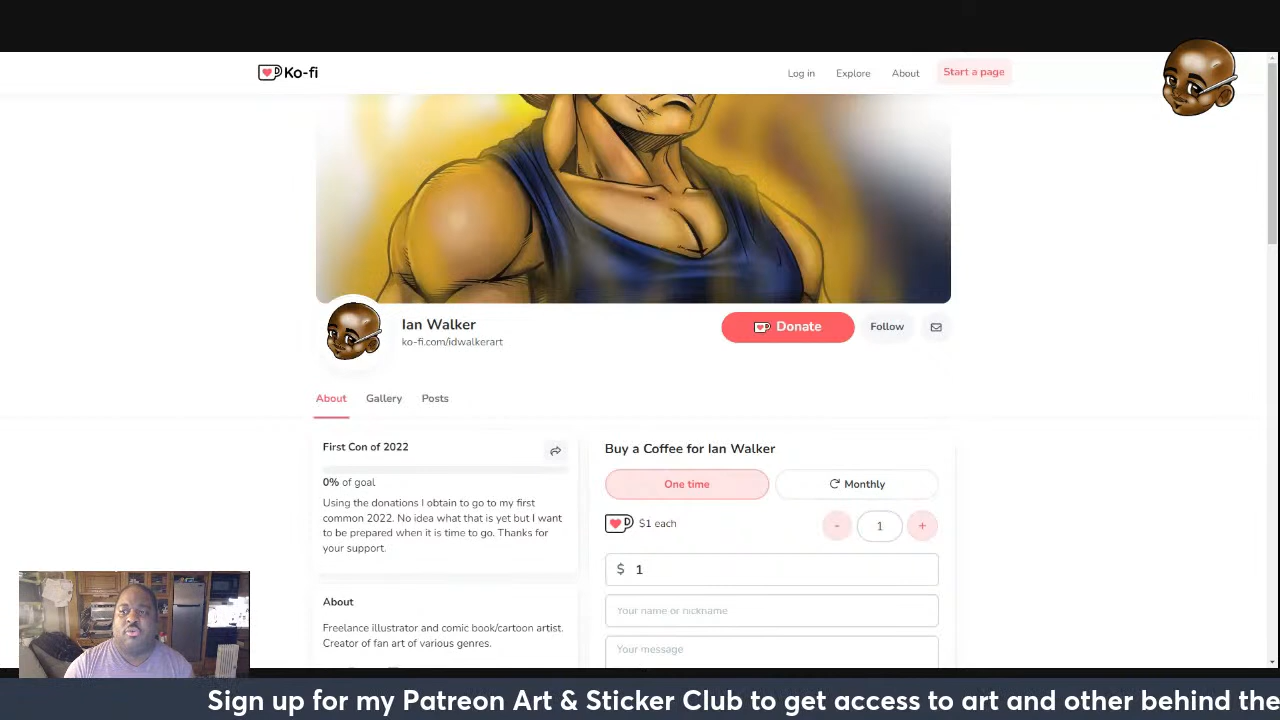 Ko-fi
Log in
Explore
About
Start a page
Ian Walker
ko-fi.com/idwalkerart
Donate
Follow
About
Gallery
Posts
First Con of 2022
0% of goal
Using the donations I obtain to go to my first
common 2022. No idea what that is yet but I want
to be prepared when it is time to go. Thanks for
your support.
About
Freelance illustrator and comic book/cartoon artist.
Creator of fan art of various genres.
Buy a Coffee for Ian Walker
One time
Monthly
$1 each
-
1
+
$ 1
Your name or nickname
Your message
Sign up for my Patreon Art & Sticker Club to get access to art and other behind the